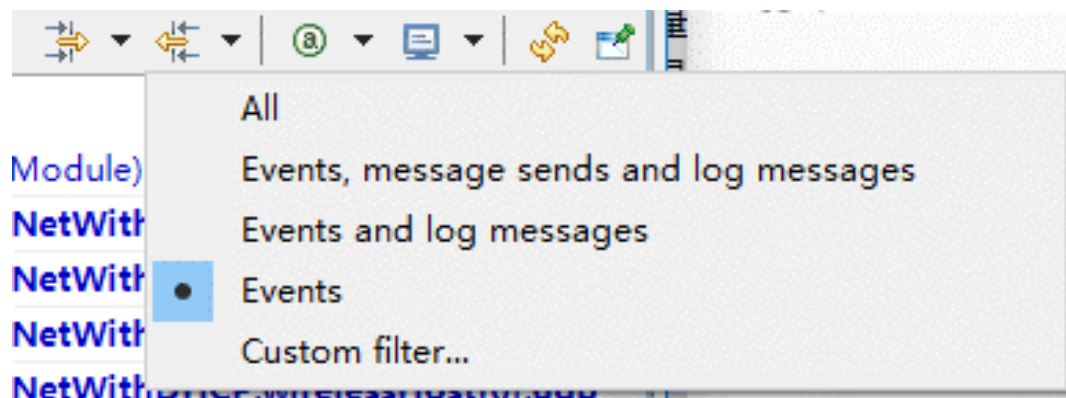 All
Module)
Events, message sends and log messages
NetWith
Events and log messages
NetWith
Events
NetWith
Custom filter...